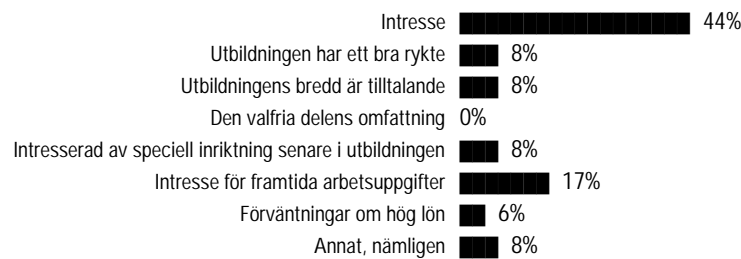 Intresse 44%
Utbildningen har ett bra rykte 8%
Utbildningens bredd är tilltalande 8%
Den valfria delens omfattning 0%
Intresserad av speciell inriktning senare i utbildningen 8%
Intresse för framtida arbetsuppgifter 17%
Förväntningar om hög lön 6%
Annat, nämligen 8%